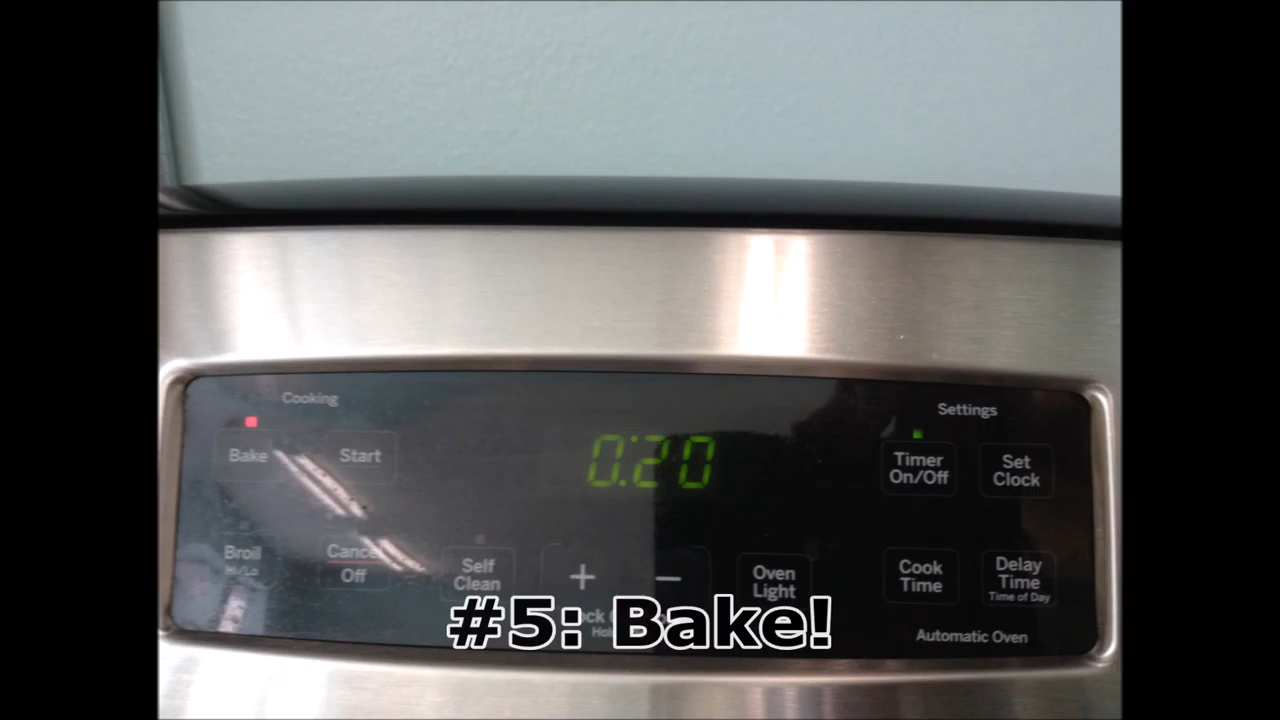 Cooking
Settings
Bake
Start
0:20
Timer
On/Off
Set
Clock
Broil
Hi/Lo
Cancel
Off
Self
Clean
+
−
Oven
Light
Cook
Time
Delay
Time
Time of Day
#5: Bake!
Automatic Oven